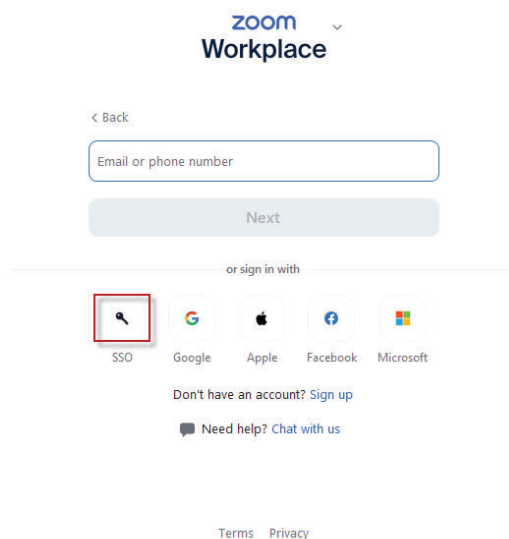 zoom
Workplace
< Back
Email or phone number
Next
or sign in with
SSO Google Apple Facebook Microsoft
Don't have an account? Sign up
Need help? Chat with us
Terms Privacy